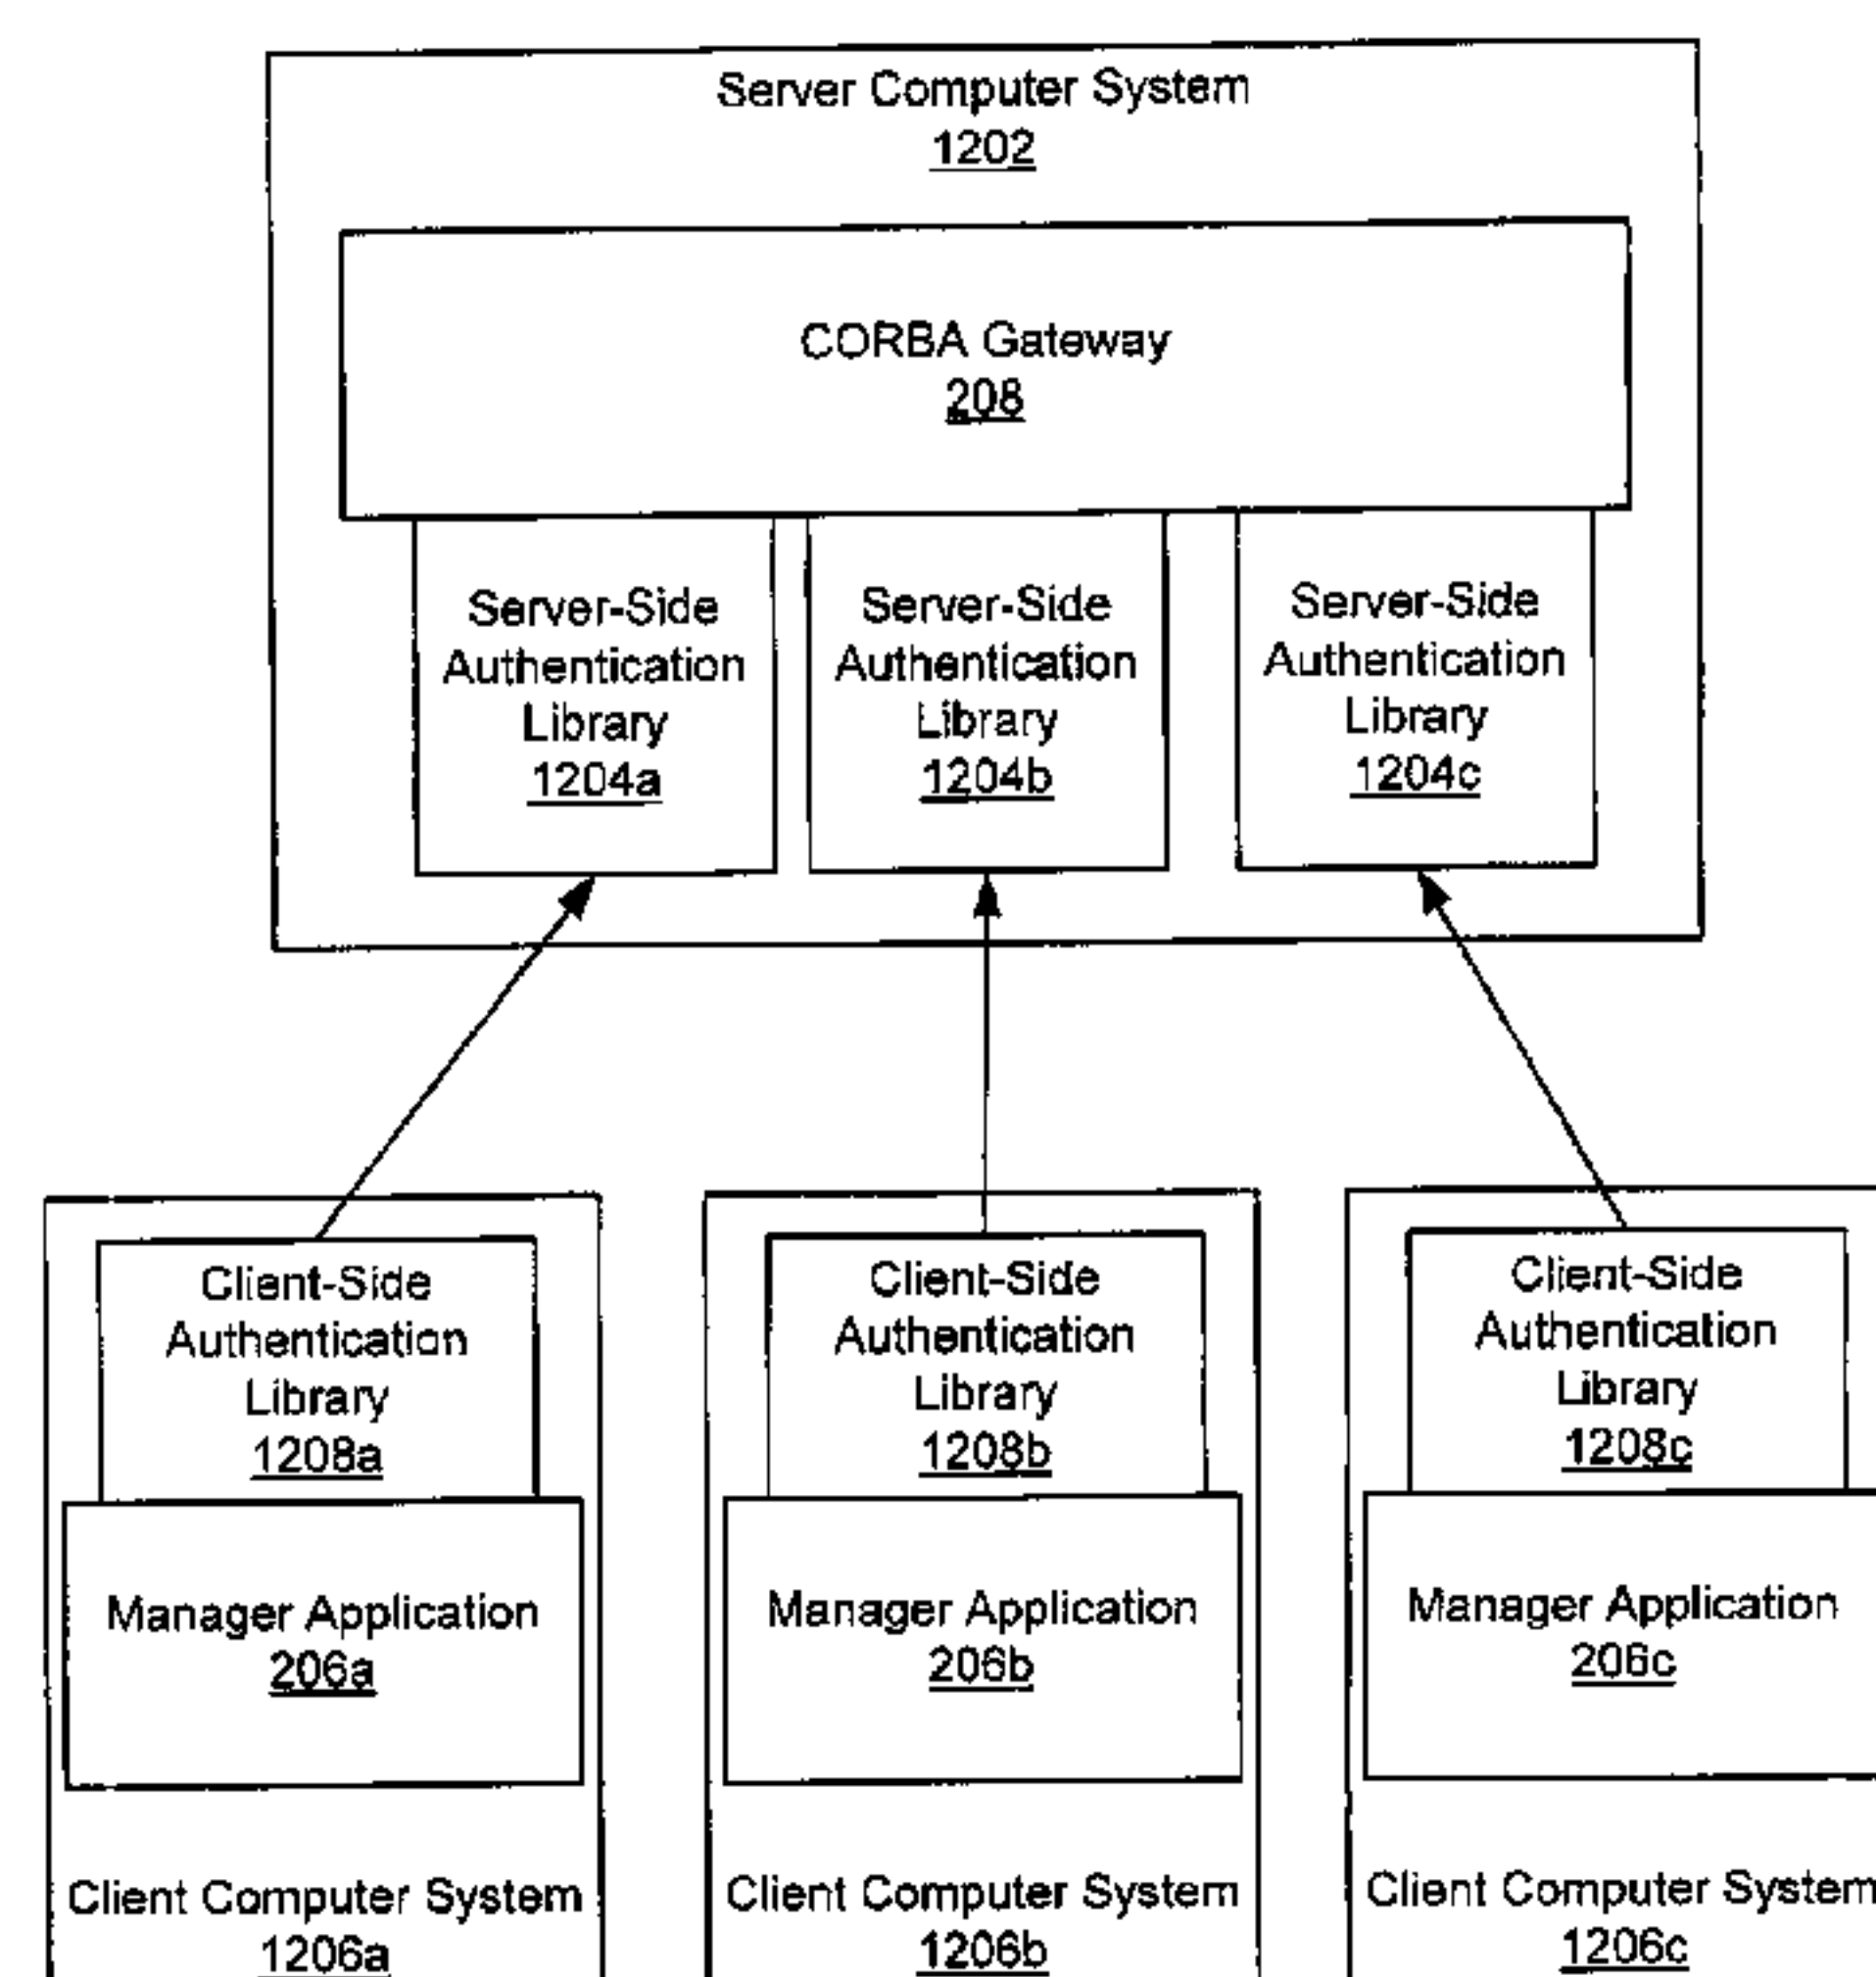 Server Computer System
1202
CORBA Gateway
208
Server-Side
Authentication
Library
1204a
Server-Side
Authentication
Library
1204b
Server-Side
Authentication
Library
1204c
Client-Side
Authentication
Library
1208a
Client-Side
Authentication
Library
1208b
Client-Side
Authentication
Library
1208c
Manager Application
206a
Manager Application
206b
Manager Application
206c
Client Computer System
1206a
Client Computer System
1206b
Client Computer System
1206c